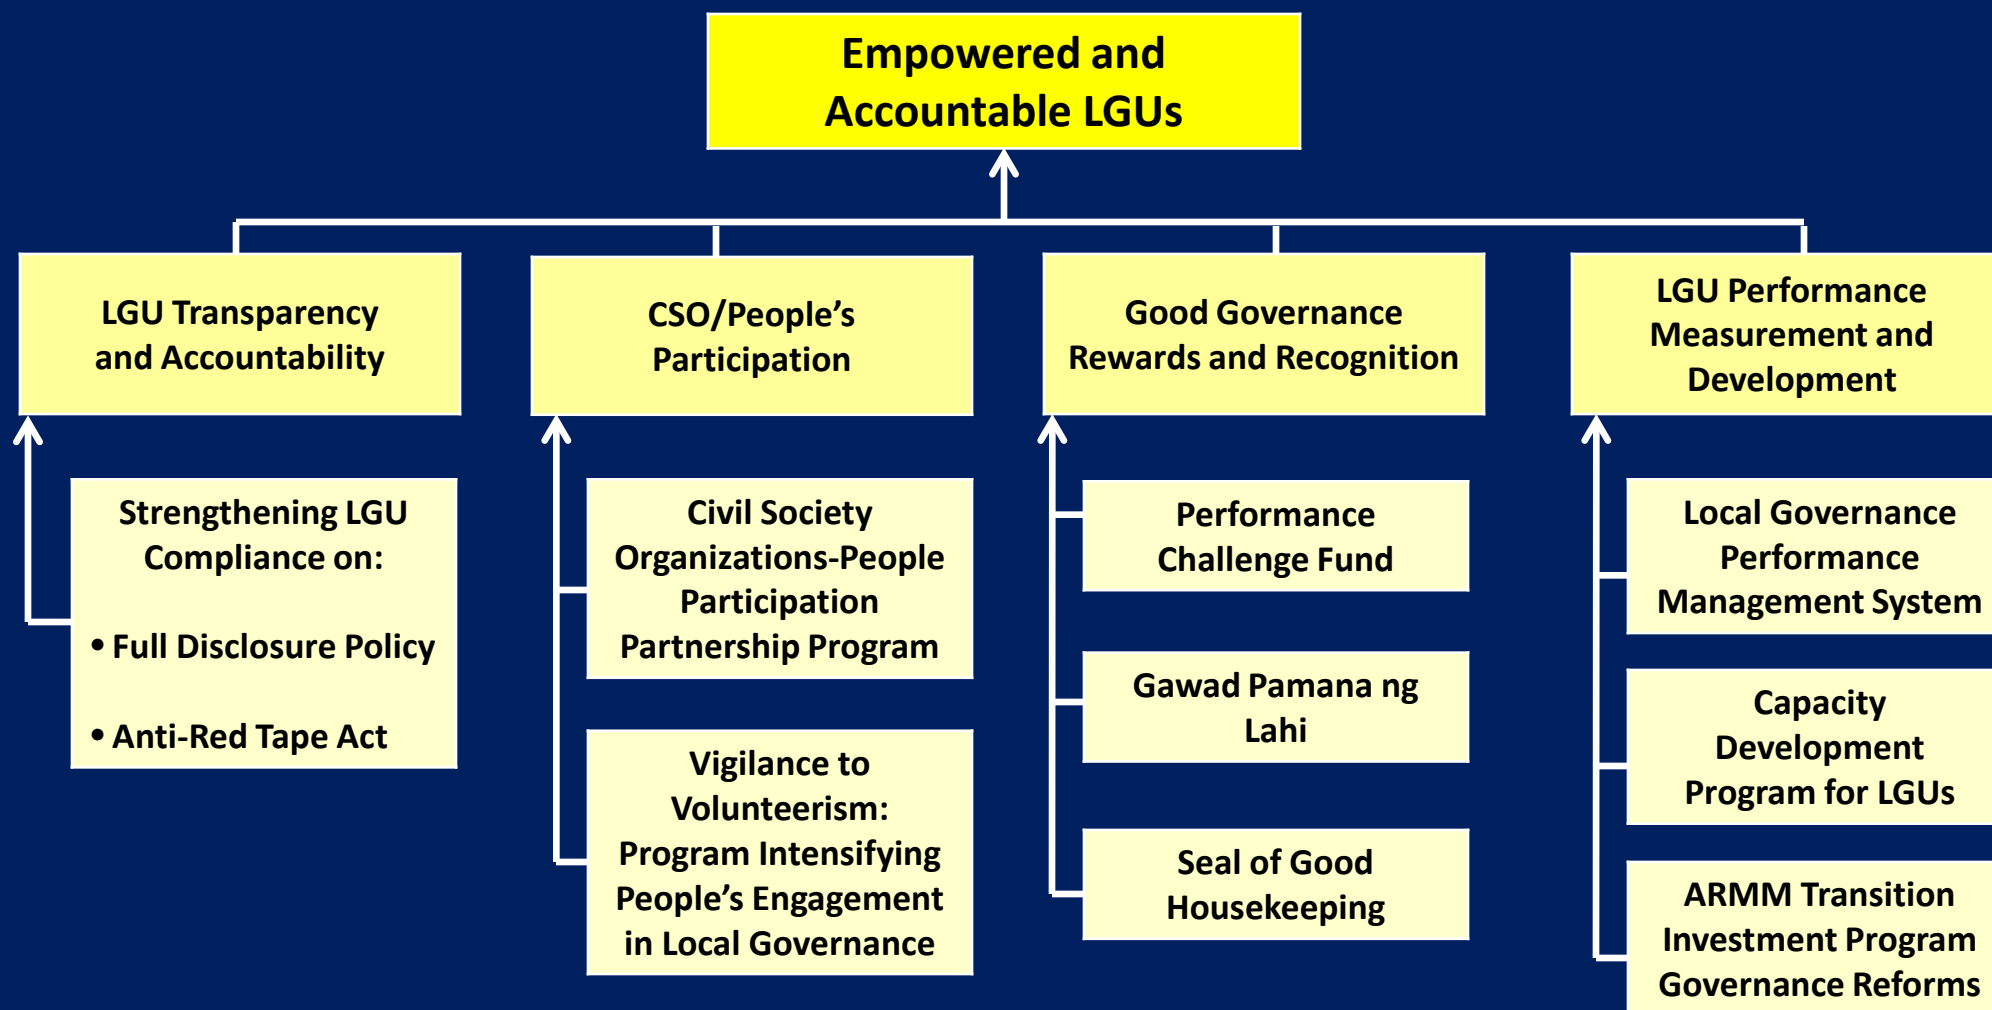 Empowered and
Accountable LGUs
LGU Transparency
and Accountability
CSO/People’s
Participation
Good Governance
Rewards and Recognition
LGU Performance
Measurement and
Development
Strengthening LGU
Compliance on:
• Full Disclosure Policy
• Anti-Red Tape Act
Civil Society
Organizations-People
Participation
Partnership Program
Vigilance to
Volunteerism:
Program Intensifying
People’s Engagement
in Local Governance
Performance
Challenge Fund
Gawad Pamana ng
Lahi
Seal of Good
Housekeeping
Local Governance
Performance
Management System
Capacity
Development
Program for LGUs
ARMM Transition
Investment Program
Governance Reforms